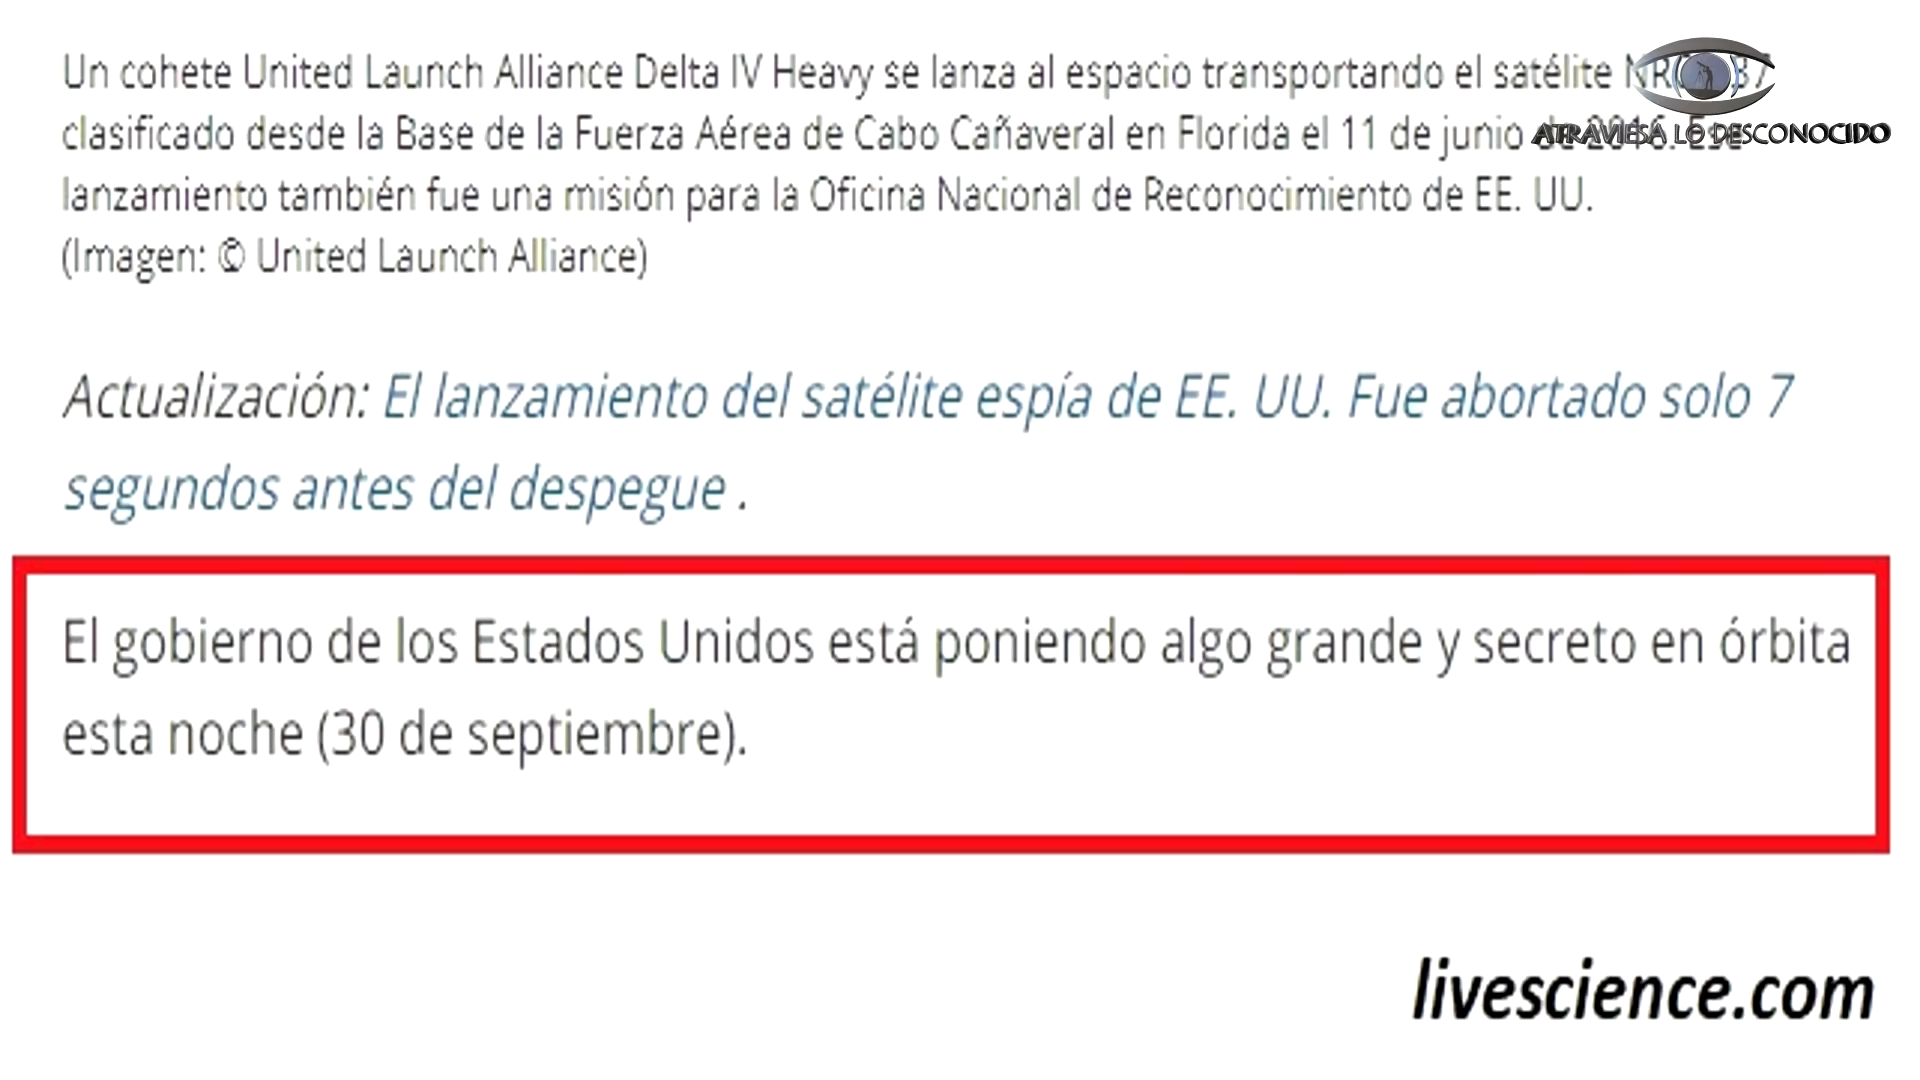 Un cohete United Launch Alliance Delta IV Heavy se lanza al espacio transportando el satélite
clasificado desde la Base de la Fuerza Aérea de Cabo Cañaveral en Florida el 11 de junio de 2016. Ese
lanzamiento también fue una misión para la Oficina Nacional de Reconocimiento de EE. UU.
(Imagen: © United Launch Alliance)
ATRAVIESA LO DESCONOCIDO
Actualización: El lanzamiento del satélite espía de EE. UU. Fue abortado solo 7
segundos antes del despegue .
El gobierno de los Estados Unidos está poniendo algo grande y secreto en órbita
esta noche (30 de septiembre).
livescience.com